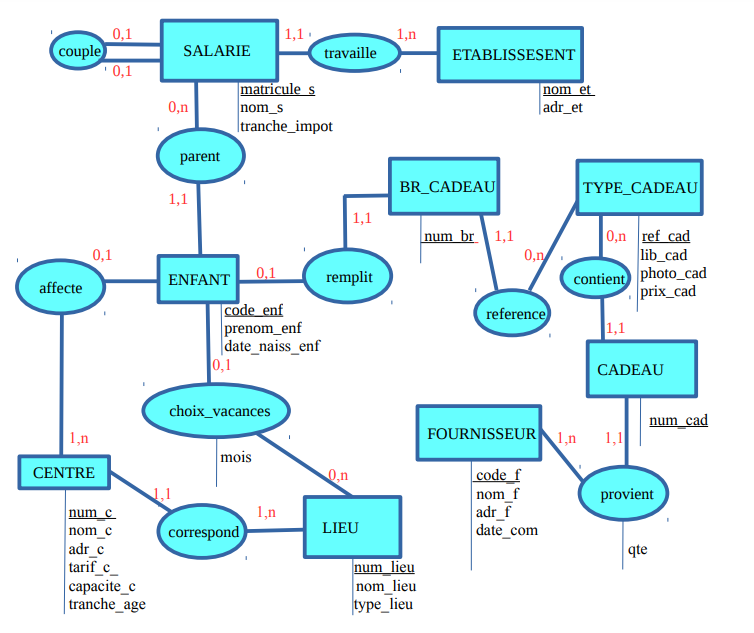 couple
0,1
0,1
SALARIE
1,1
travaille
1,n
ETABLISSESENT
matricule_s
nom_s
tranche_impot
nom_et_
adr_et
0,n
parent
1,1
BR_CADEAU
num_br_
1,1
TYPE_CADEAU
ref_cad
lib_cad
photo_cad
prix_cad
0,n
0,n
contient
1,1
reference
affecte
0,1
ENFANT
0,1
remplit
1,1
code_enf
prenom_enf
date_naiss_enf
0,1
choix_vacances
mois
0,n
CADEAU
num_cad
1,1
FOURNISSEUR
1,n
provient
qte
_code_f
nom_f
adr_f
date_com
1,n
CENTRE
1,1
correspond
1,n
LIEU
num_c_
nom_c
adr_c
tarif_c_
capacite_c
tranche_age
num_lieu
nom_lieu
type_lieu